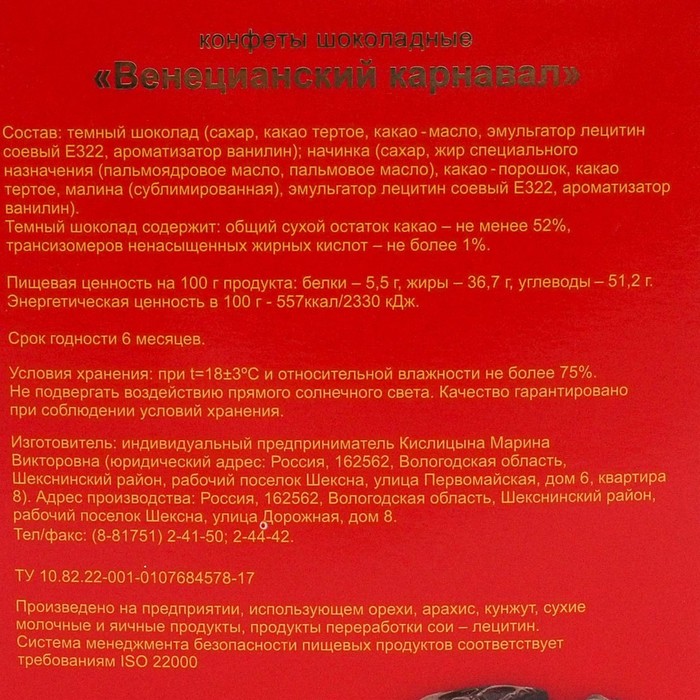 конфеты шоколадные
«Венецианский карнавал»
Состав: темный шоколад (сахар, какао тертое, какао-масло, эмульгатор лецитин
соевый Е322, ароматизатор ванилин); начинка (сахар, жир специального
назначения (пальмоядровое масло, пальмовое масло), какао-порошок, какао
тертое, малина (сублимированная), эмульгатор лецитин соевый Е322, ароматизатор
ванилин).
Темный шоколад содержит: общий сухой остаток какао – не менее 52%,
трансизомеров ненасыщенных жирных кислот – не более 1%.
Пищевая ценность на 100 г продукта: белки – 5,5 г, жиры – 36,7 г, углеводы – 51,2 г.
Энергетическая ценность в 100 г - 557ккал/2330 кДж.
Срок годности 6 месяцев.
Условия хранения: при t=18±3ºС и относительной влажности не более 75%.
Не подвергать воздействию прямого солнечного света. Качество гарантировано
при соблюдении условий хранения.
Изготовитель: индивидуальный предприниматель Кислицына Марина
Викторовна (юридический адрес: Россия, 162562, Вологодская область,
Шекснинский район, рабочий поселок Шексна, улица Первомайская, дом 6, квартира
8). Адрес производства: Россия, 162562, Вологодская область, Шекснинский район,
рабочий поселок Шексна, улица Дорожная, дом 8.
Тел/факс: (8-81751) 2-41-50; 2-44-42.
ТУ 10.82.22-001-0107684578-17
Произведено на предприятии, использующем орехи, арахис, кунжут, сухие
молочные и яичные продукты, продукты переработки сои – лецитин.
Система менеджмента безопасности пищевых продуктов соответствует
требованиям ISO 22000